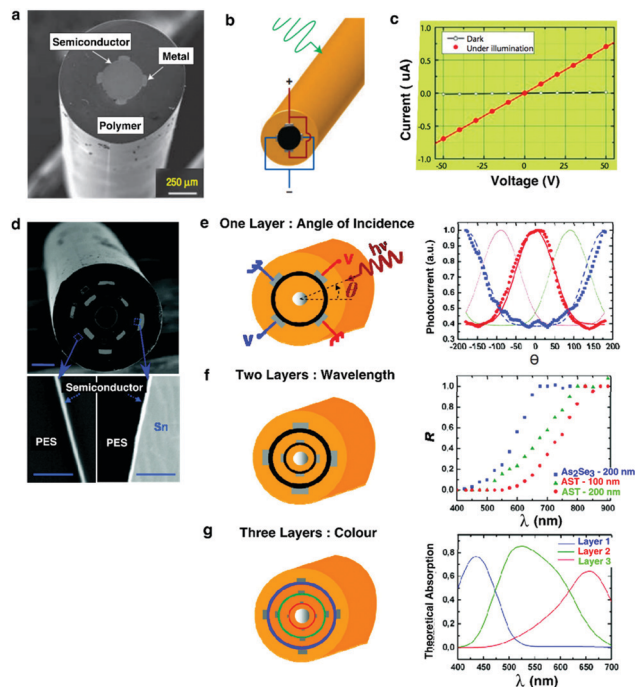 a
Semiconductor
Metal
Polymer
250 µm
b
+
−
c
Dark
Under illumination
Current ( uA)
1.0
0.5
0.0
-0.5
-1.0
-50
-25
0
25
50
Voltage (V)
d
Semiconductor
PES
PES
Sn
e
One Layer : Angle of Incidence
hν
V
V
θ
Photocurrent (a.u.)
1.0
0.9
0.8
0.7
0.6
0.5
0.4
0.3
-180 -150 -100 -50 0 50 100 150 180
Θ
f
Two Layers : Wavelength
R
1.0
0.8
0.6
0.4
0.2
0.0
As2Se3 - 200 nm
AST - 100 nm
AST - 200 nm
400 500 600 700 800 900
λ (nm)
g
Three Layers : Colour
Theoretical Absorption
Layer 1
Layer 2
Layer 3
0,8
0,6
0,4
0,2
0,0
400 450 500 525 600 650 700
λ (nm)